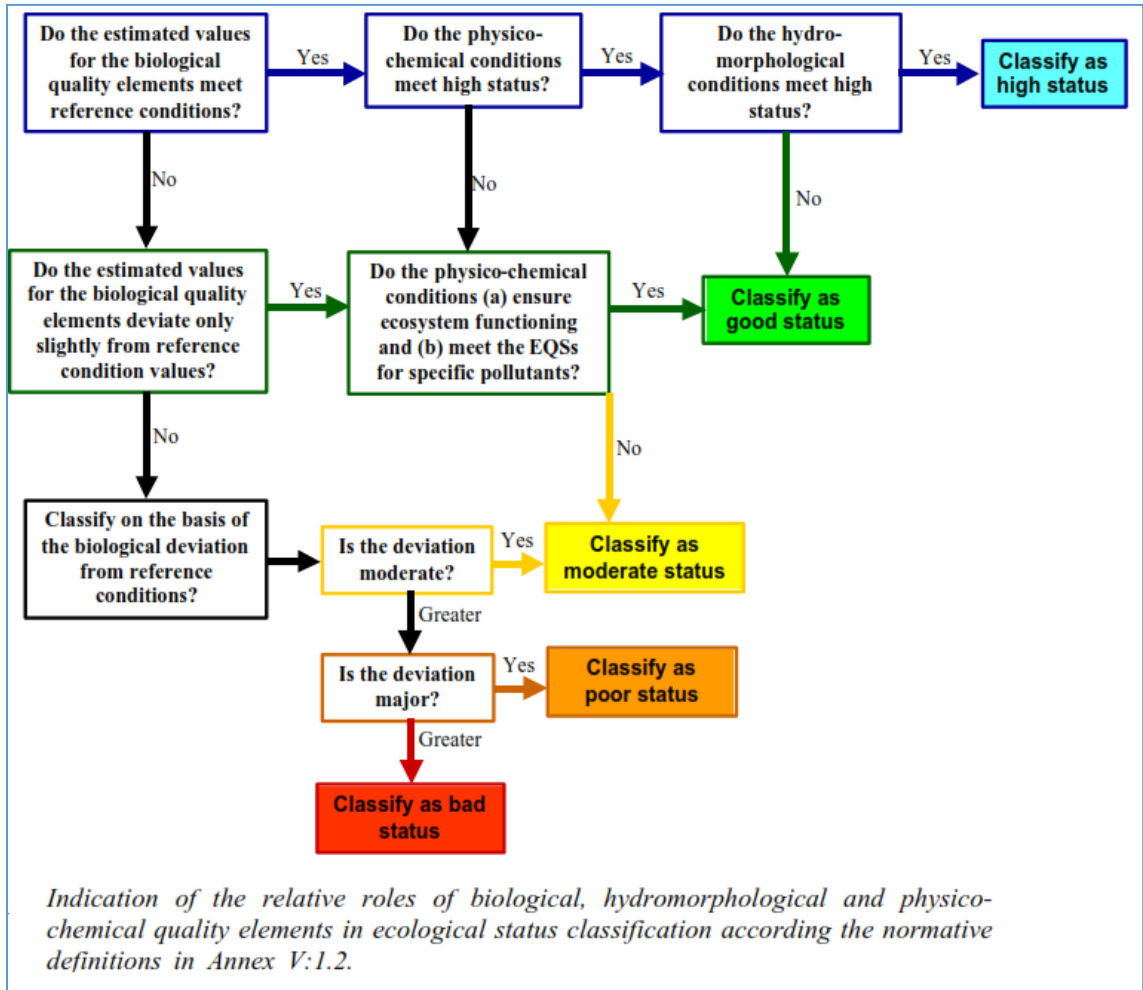 Do the estimated values
for the biological
quality elements meet
reference conditions?
Yes
Do the physico-
chemical conditions
meet high status?
Yes
Do the hydro-
morphological
conditions meet high
status?
Yes
Classify as
high status
No
No
No
Do the estimated values
for the biological quality
elements deviate only
slightly from reference
condition values?
Yes
Do the physico-chemical
conditions (a) ensure
ecosystem functioning
and (b) meet the EQSs
for specific pollutants?
Yes
Classify as
good status
No
No
Classify on the basis of
the biological deviation
from reference
conditions?
Is the deviation
moderate?
Yes
Classify as
moderate status
Greater
Is the deviation
major?
Yes
Classify as
poor status
Greater
Classify as bad
status
Indication of the relative roles of biological, hydromorphological and physico-
chemical quality elements in ecological status classification according the normative
definitions in Annex V:1.2.